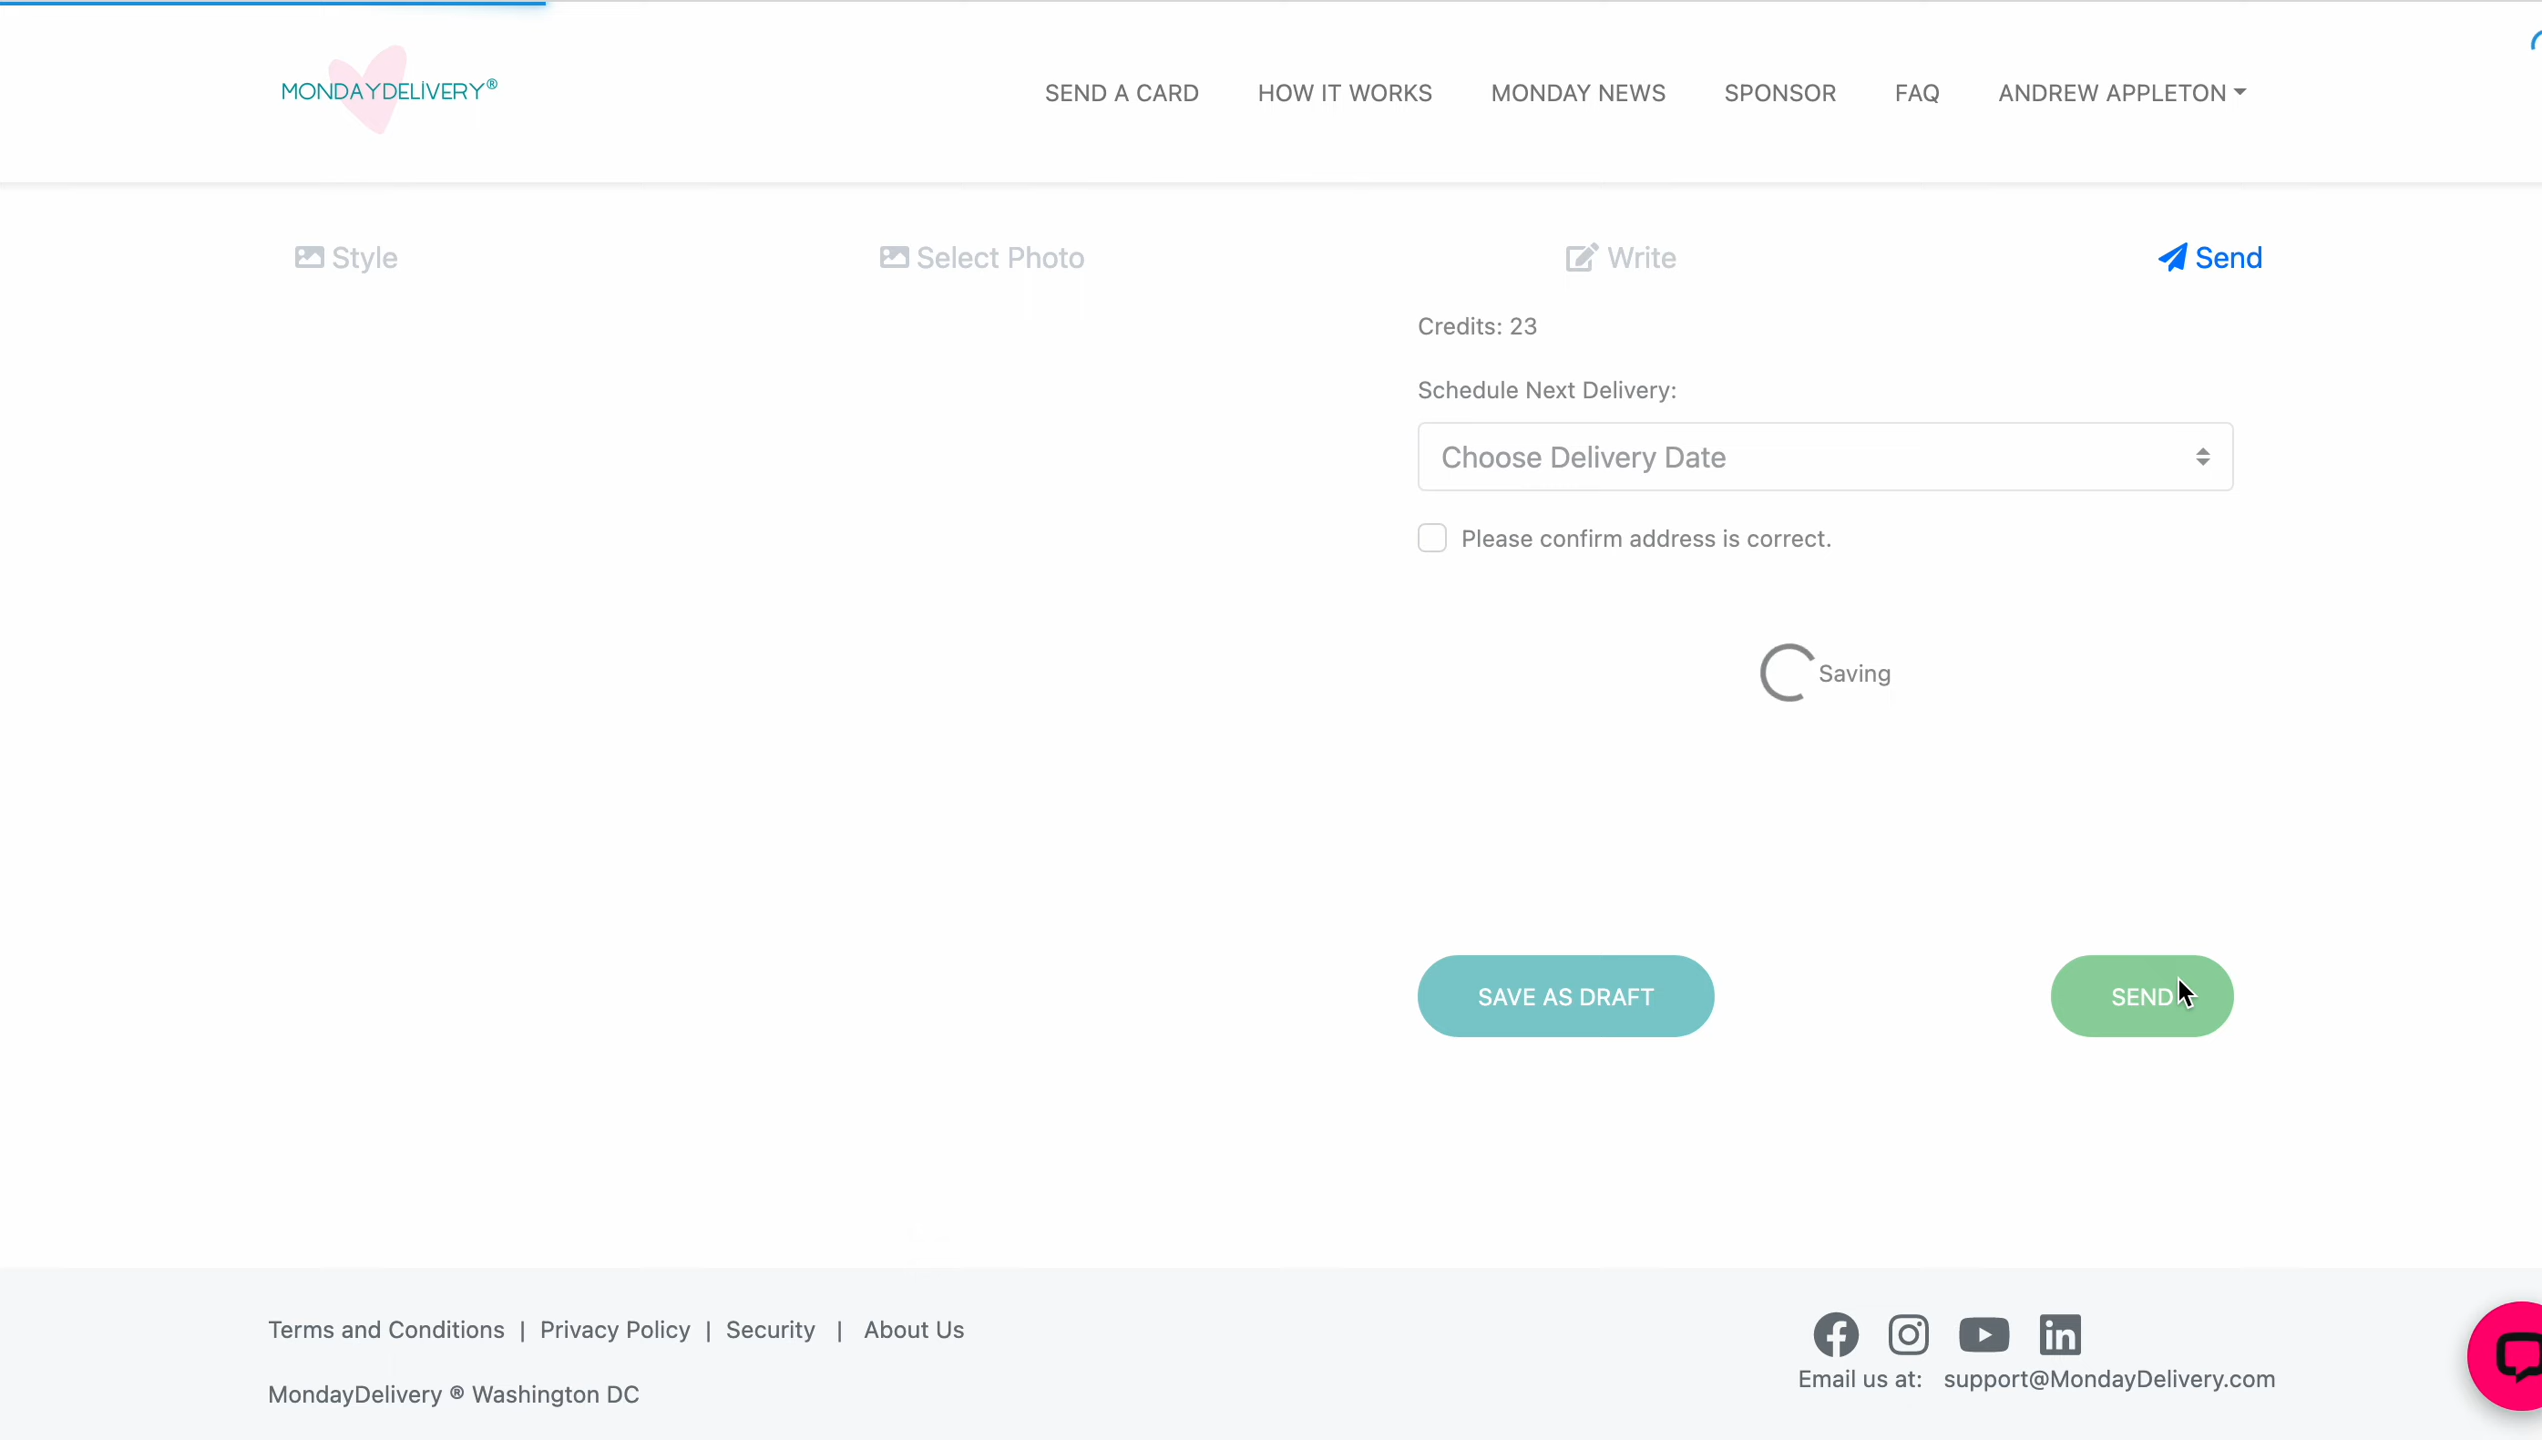 MONDAYDELIVERY®
SEND A CARD
HOW IT WORKS
MONDAY NEWS
SPONSOR
FAQ
ANDREW APPLETON
Style
Select Photo
Write
Send
Credits: 23
Schedule Next Delivery:
Choose Delivery Date
Please confirm address is correct.
Saving
SAVE AS DRAFT
SEND
Terms and Conditions | Privacy Policy | Security | About Us
MondayDelivery ® Washington DC
Email us at: support@MondayDelivery.com